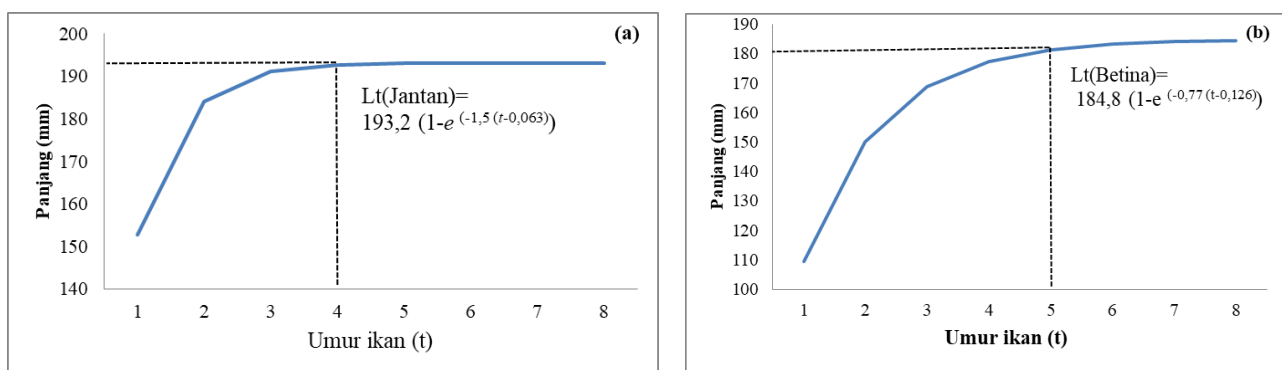 (a)
200
190
180
170
160
150
140
Panjang (mm)
Lt(Jantan)=
193,2 (1-e (-1,5 (t-0,063))
1 2 3 4 5 6 7 8
Umur ikan (t)
(b)
190
180
170
160
150
140
130
120
110
100
Panjang (mm)
Lt(Betina)=
184,8 (1-e (-0,77 (t-0,126))
1 2 3 4 5 6 7 8
Umur ikan (t)